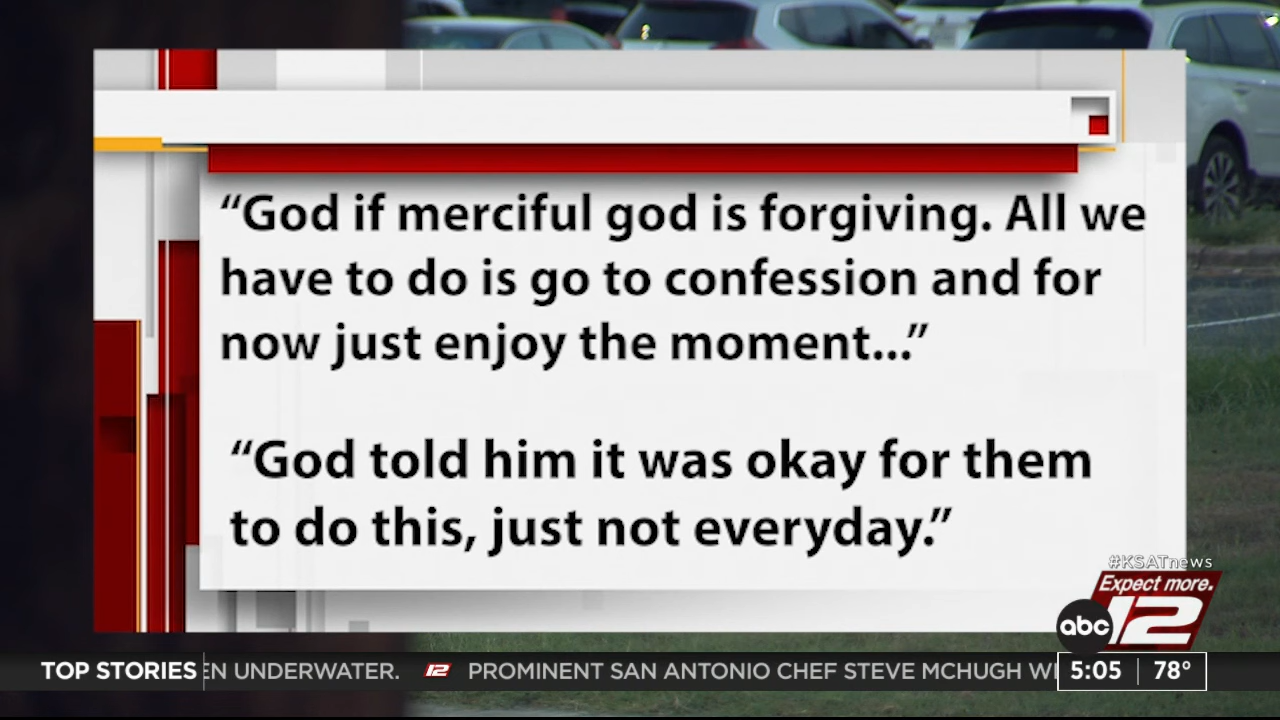 “God if merciful god is forgiving. All we
have to do is go to confession and for
now just enjoy the moment...”
“God told him it was okay for them
to do this, just not everyday.”
#KSATnews
Expect more.
abc 12
TOP STORIES EN UNDERWATER. 12 PROMINENT SAN ANTONIO CHEF STEVE MCHUGH WI 5:05 78°